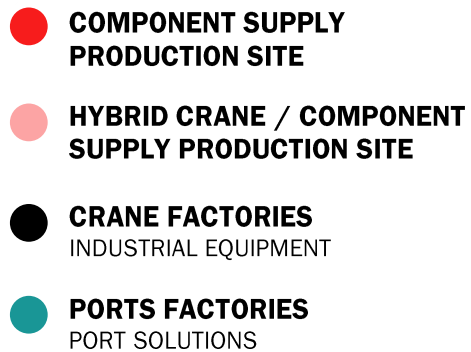 COMPONENT SUPPLY
PRODUCTION SITE
HYBRID CRANE / COMPONENT
SUPPLY PRODUCTION SITE
CRANE FACTORIES
INDUSTRIAL EQUIPMENT
PORTS FACTORIES
PORT SOLUTIONS